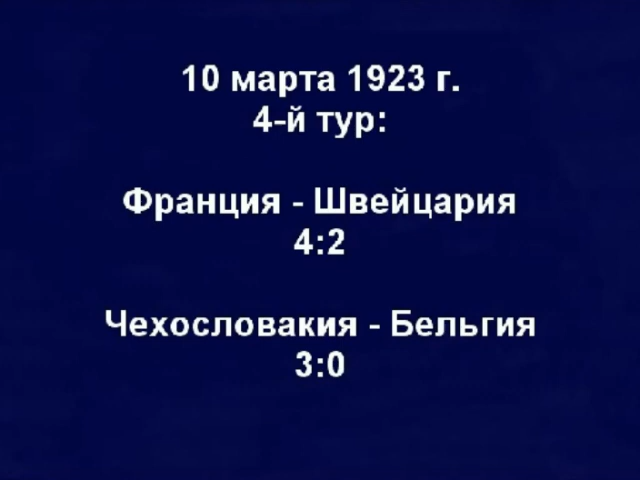 10 марта 1923 г.
4-й тур:
Франция - Швейцария
4:2
Чехословакия - Бельгия
3:0